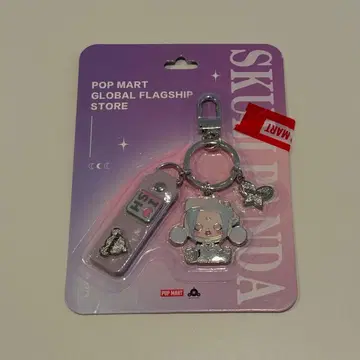 POP MART
GLOBAL FLAGSHIP
STORE
SKULLPANDA
MART
POP MART